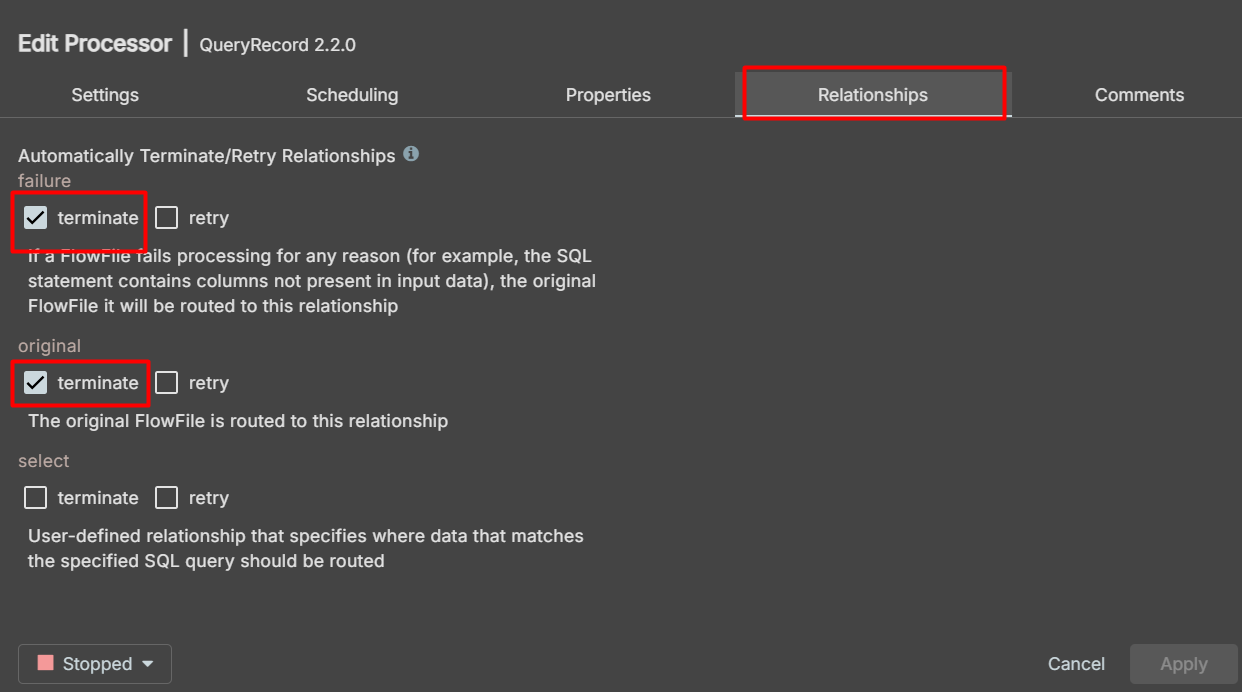 Edit Processor | QueryRecord 2.2.0
Settings Scheduling Properties Relationships Comments
Automatically Terminate/Retry Relationships
failure
terminate retry
If a FlowFile fails processing for any reason (for example, the SQL
statement contains columns not present in input data), the original
FlowFile it will be routed to this relationship
original
terminate retry
The original FlowFile is routed to this relationship
select
terminate retry
User-defined relationship that specifies where data that matches
the specified SQL query should be routed
Stopped Cancel Apply